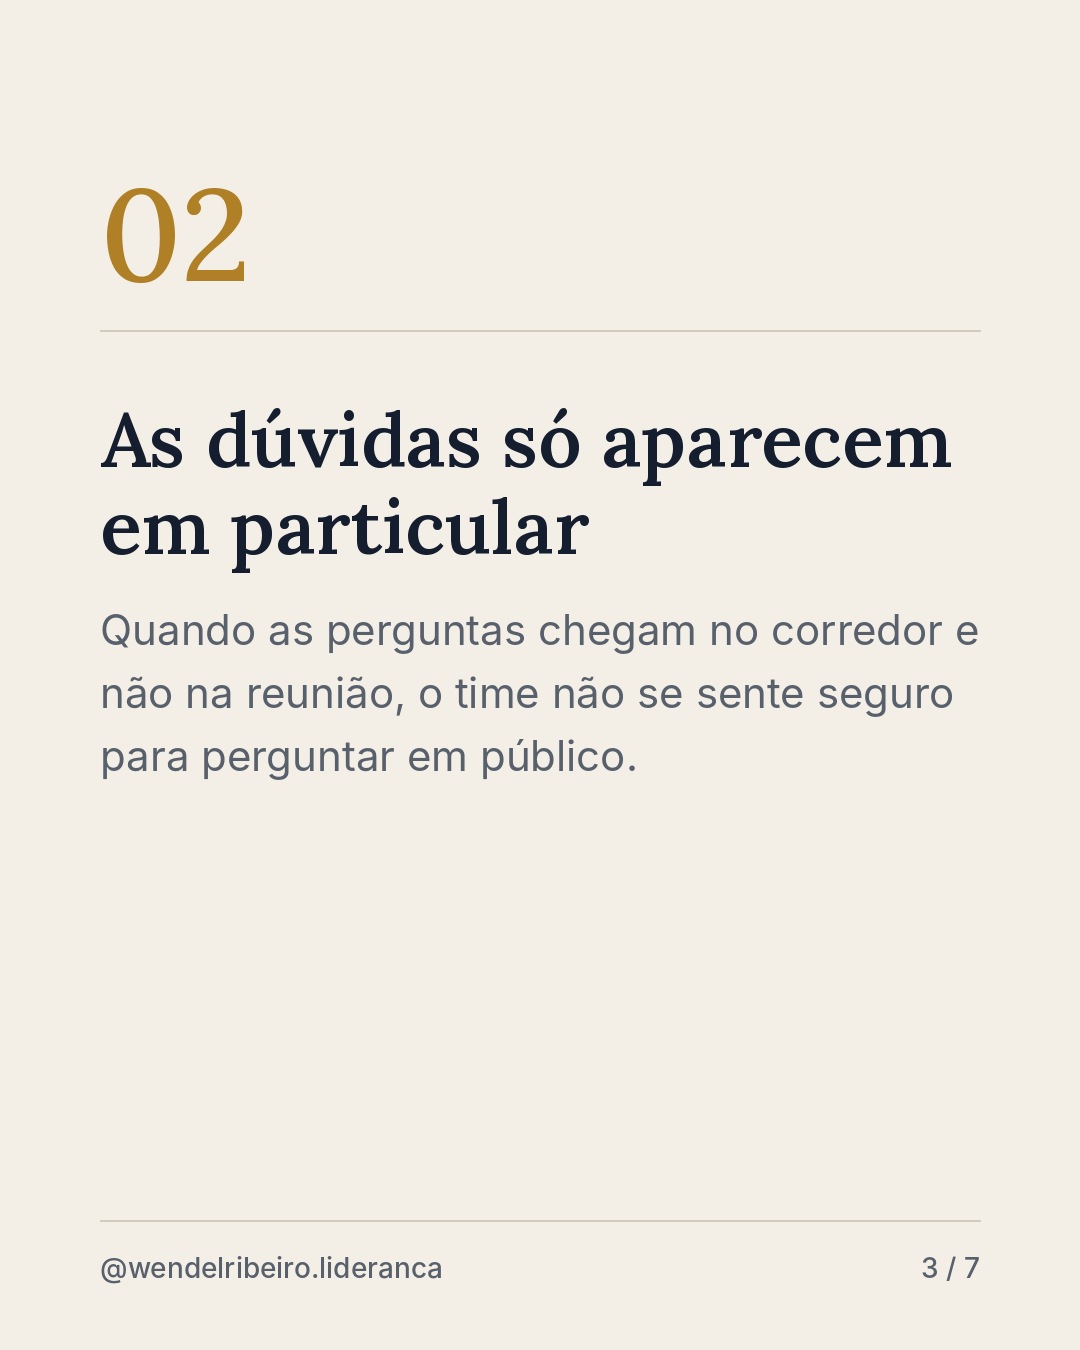 02
As dúvidas só aparecem
em particular
Quando as perguntas chegam no corredor e
não na reunião, o time não se sente seguro
para perguntar em público.
@wendelribeiro.lideranca
3 / 7